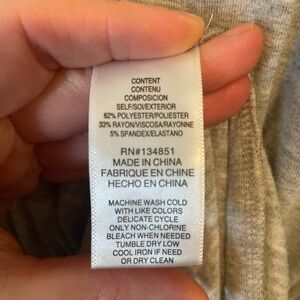 CONTENT
CONTENU
COMPOSICION
SELF/SOI/EXTERIOR
62% POLYESTER/POLIESTER
33% RAYON/VISCOSA/RAYONNE
5% SPANDEX/ELASTANO
RN#134851
MADE IN CHINA
FABRIQUE EN CHINE
HECHO EN CHINA
MACHINE WASH COLD
WITH LIKE COLORS
DELICATE CYCLE
ONLY NON-CHLORINE
BLEACH WHEN NEEDED
TUMBLE DRY LOW
COOL IRON IF NEED
OR DRY CLEAN